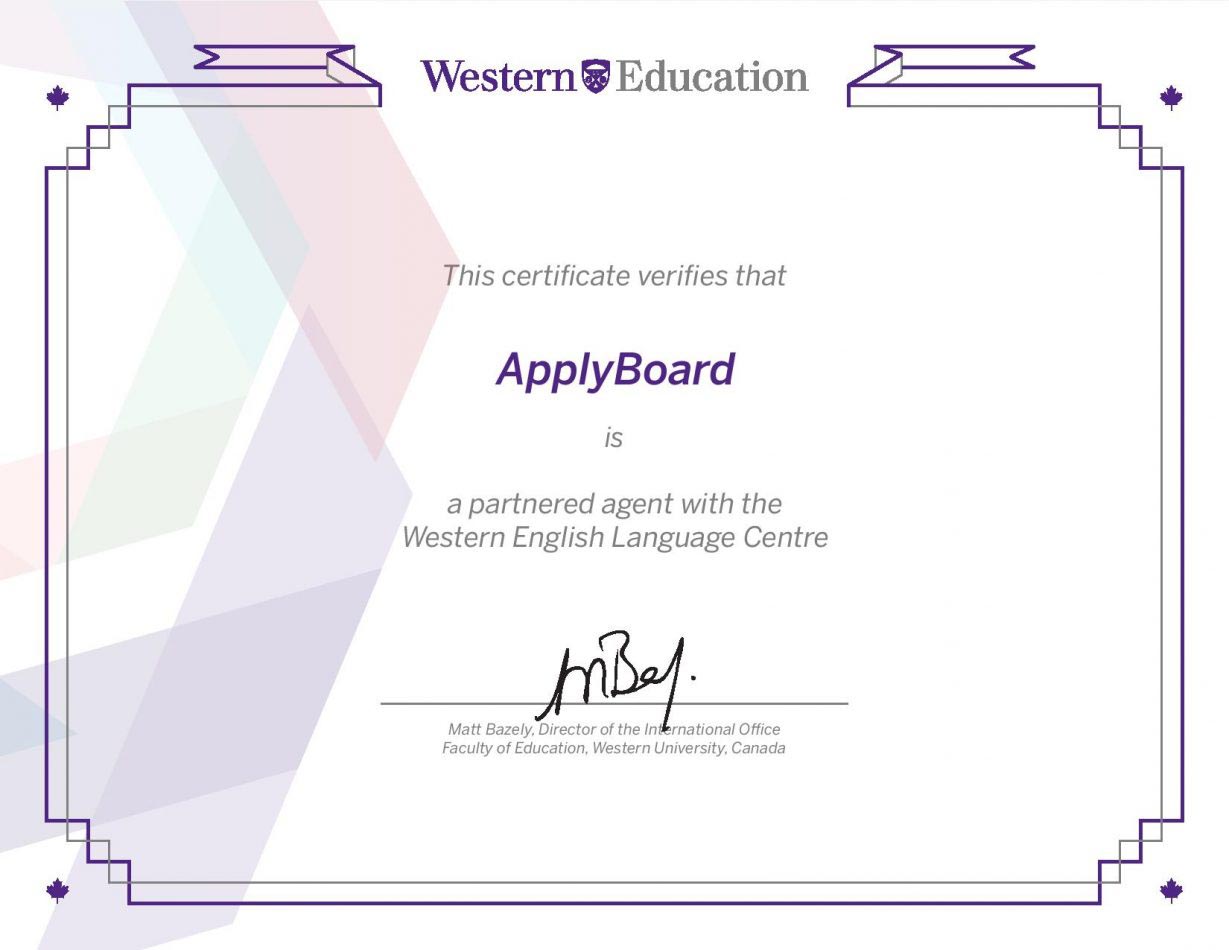 Western Education
This certificate verifies that
ApplyBoard
is
a partnered agent with the
Western English Language Centre
Matt Bazely, Director of the International Office
Faculty of Education, Western University, Canada